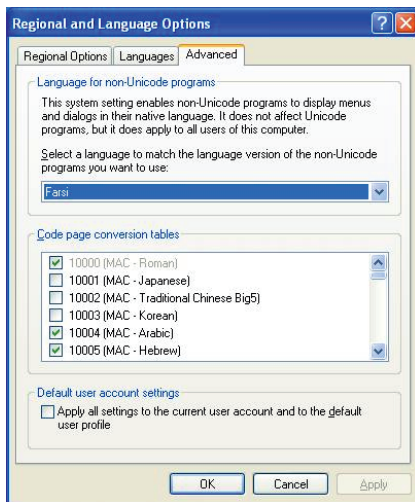 Regional and Language Options
Regional Options Languages Advanced
Language for non-Unicode programs
This system setting enables non-Unicode programs to display menus
and dialogs in their native language. It does not affect Unicode
programs, but it does apply to all users of this computer.
Select a language to match the language version of the non-Unicode
programs you want to use:
Farsi
Code page conversion tables
10000 (MAC - Roman)
10001 (MAC - Japanese)
10002 (MAC - Traditional Chinese Big5)
10003 (MAC - Korean)
10004 (MAC - Arabic)
10005 (MAC - Hebrew)
Default user account settings
Apply all settings to the current user account and to the default
user profile
OK Cancel Apply